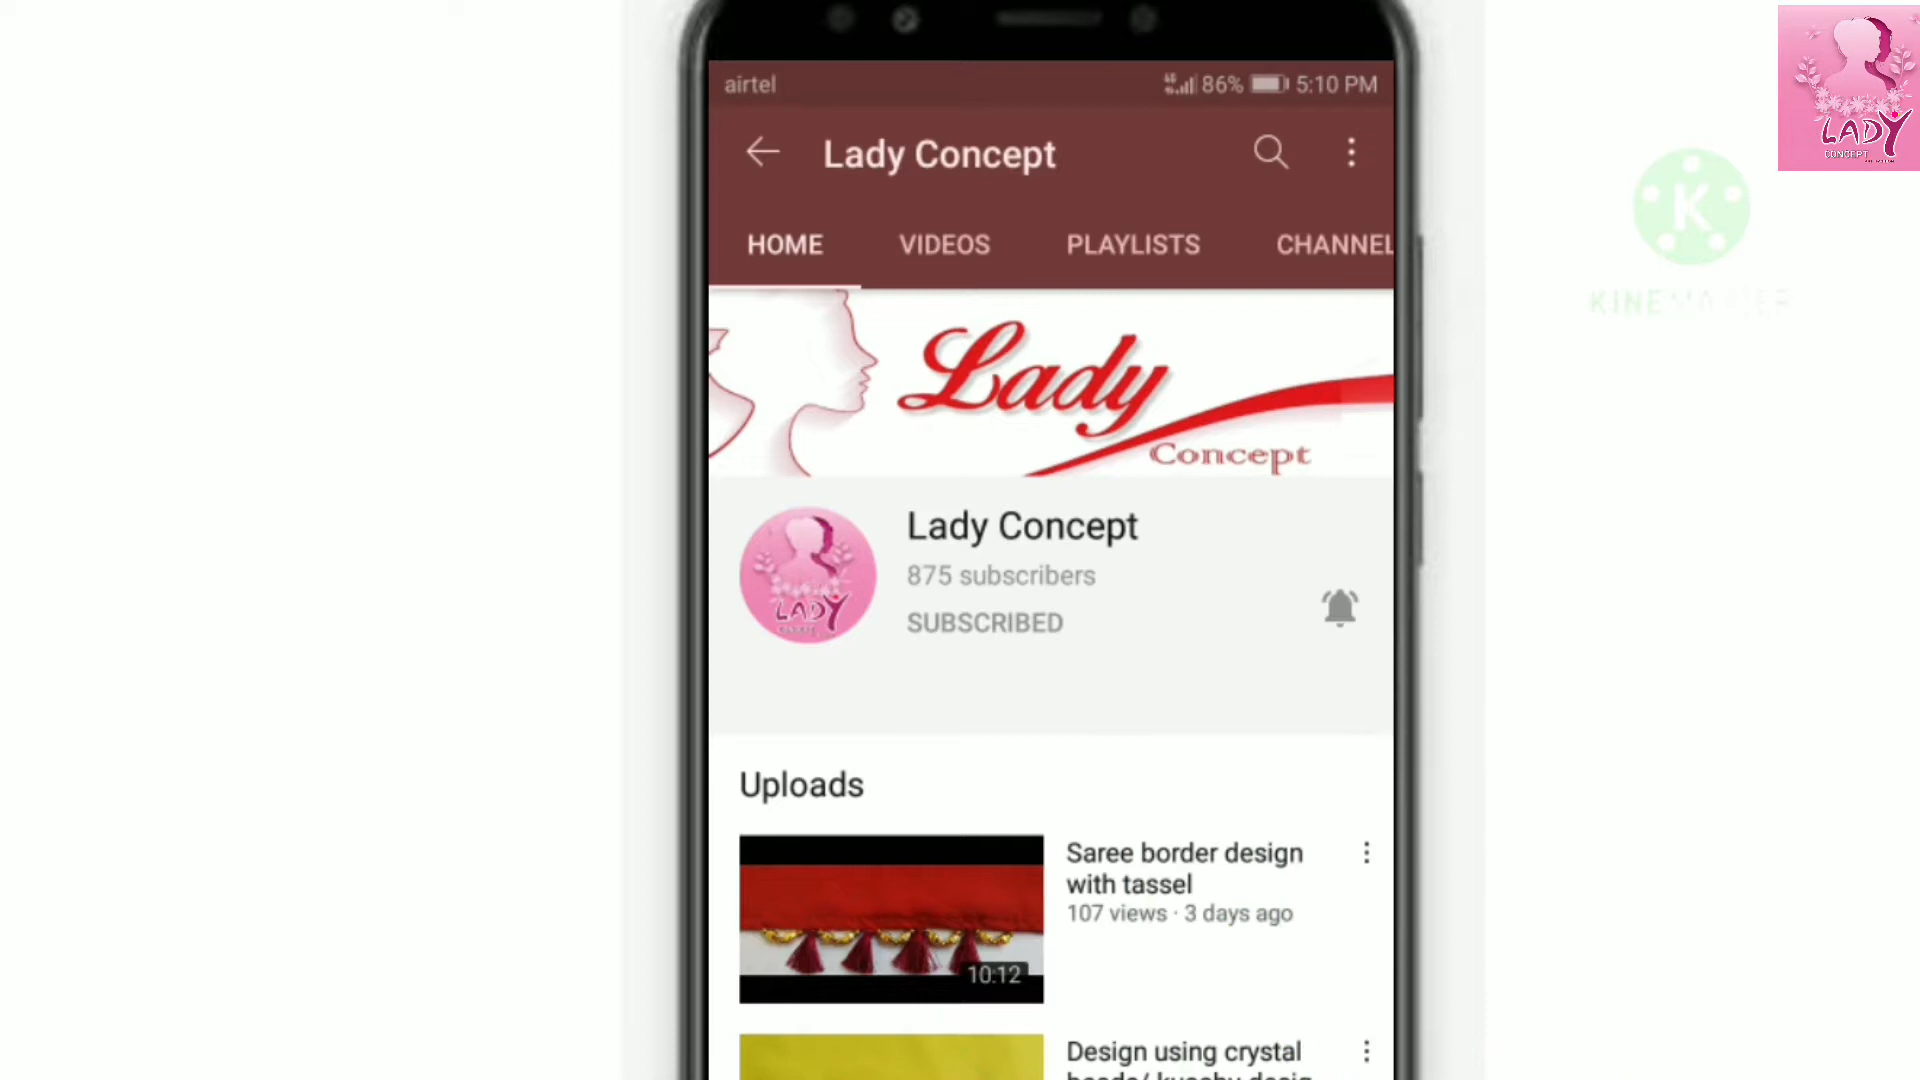 airtel 86% 5:10 PM
Lady Concept
HOME VIDEOS PLAYLISTS CHANNEL
Lady
Concept
Lady Concept
875 subscribers
SUBSCRIBED
LADY
Uploads
Saree border design
with tassel
107 views · 3 days ago
10:12
Design using crystal
LADY
CONCEPT
K